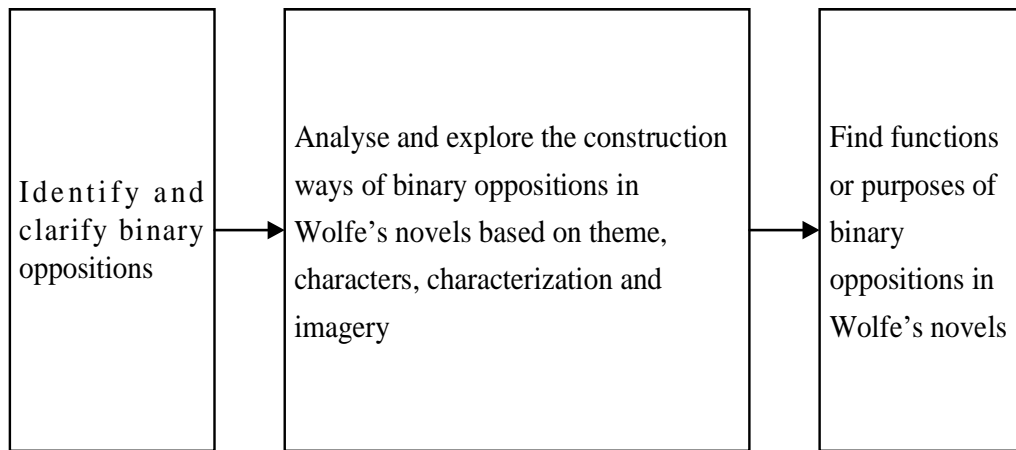 Identify and
clarify binary
oppositions
Analyse and explore the construction
ways of binary oppositions in
Wolfe's novels based on theme,
characters, characterization and
imagery
Find functions
or purposes of
binary
oppositions in
Wolfe's novels